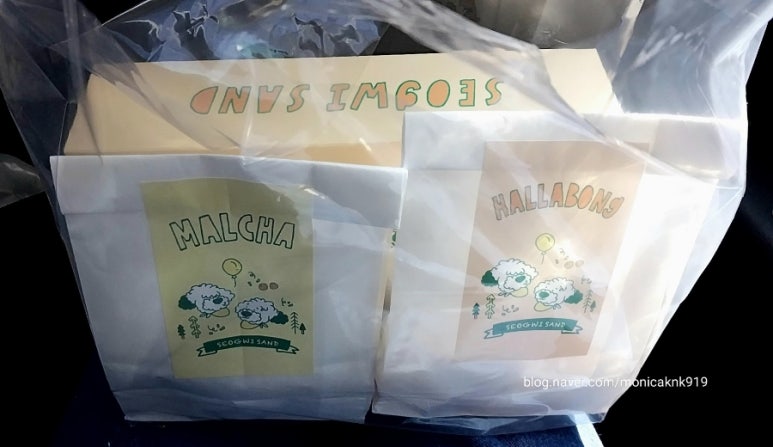 SEOGWI SAND
MALCHA
SEOGWI SAND
HALLABONG
SEOGWI SAND
blog.naver.com/monicaknk919